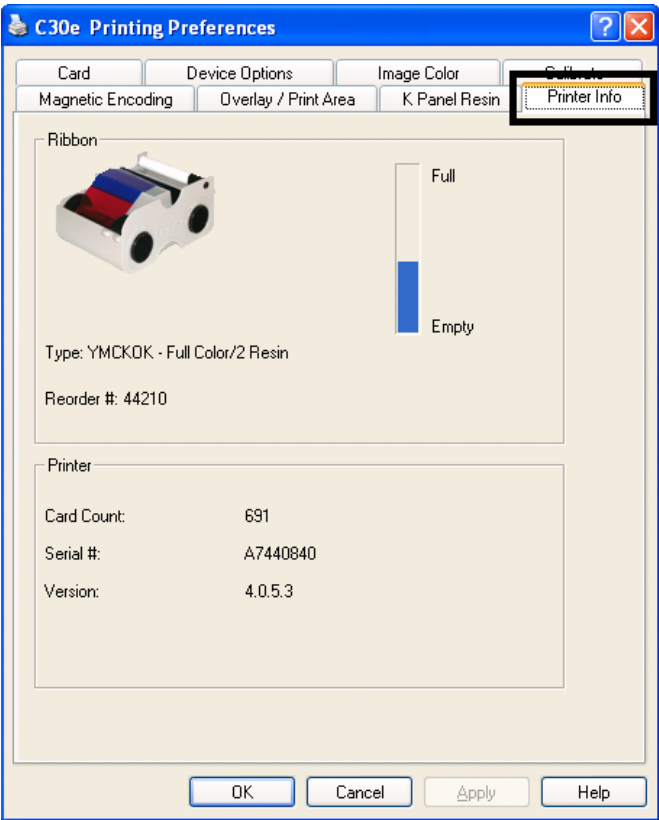 C30e Printing Preferences
Card Device Options Image Color Calibrate
Magnetic Encoding Overlay / Print Area K Panel Resin Printer Info
Ribbon
Full
Empty
Type: YMCKOK - Full Color/2 Resin
Reorder #: 44210
Printer
Card Count: 691
Serial #: A7440840
Version: 4.0.5.3
OK Cancel Apply Help